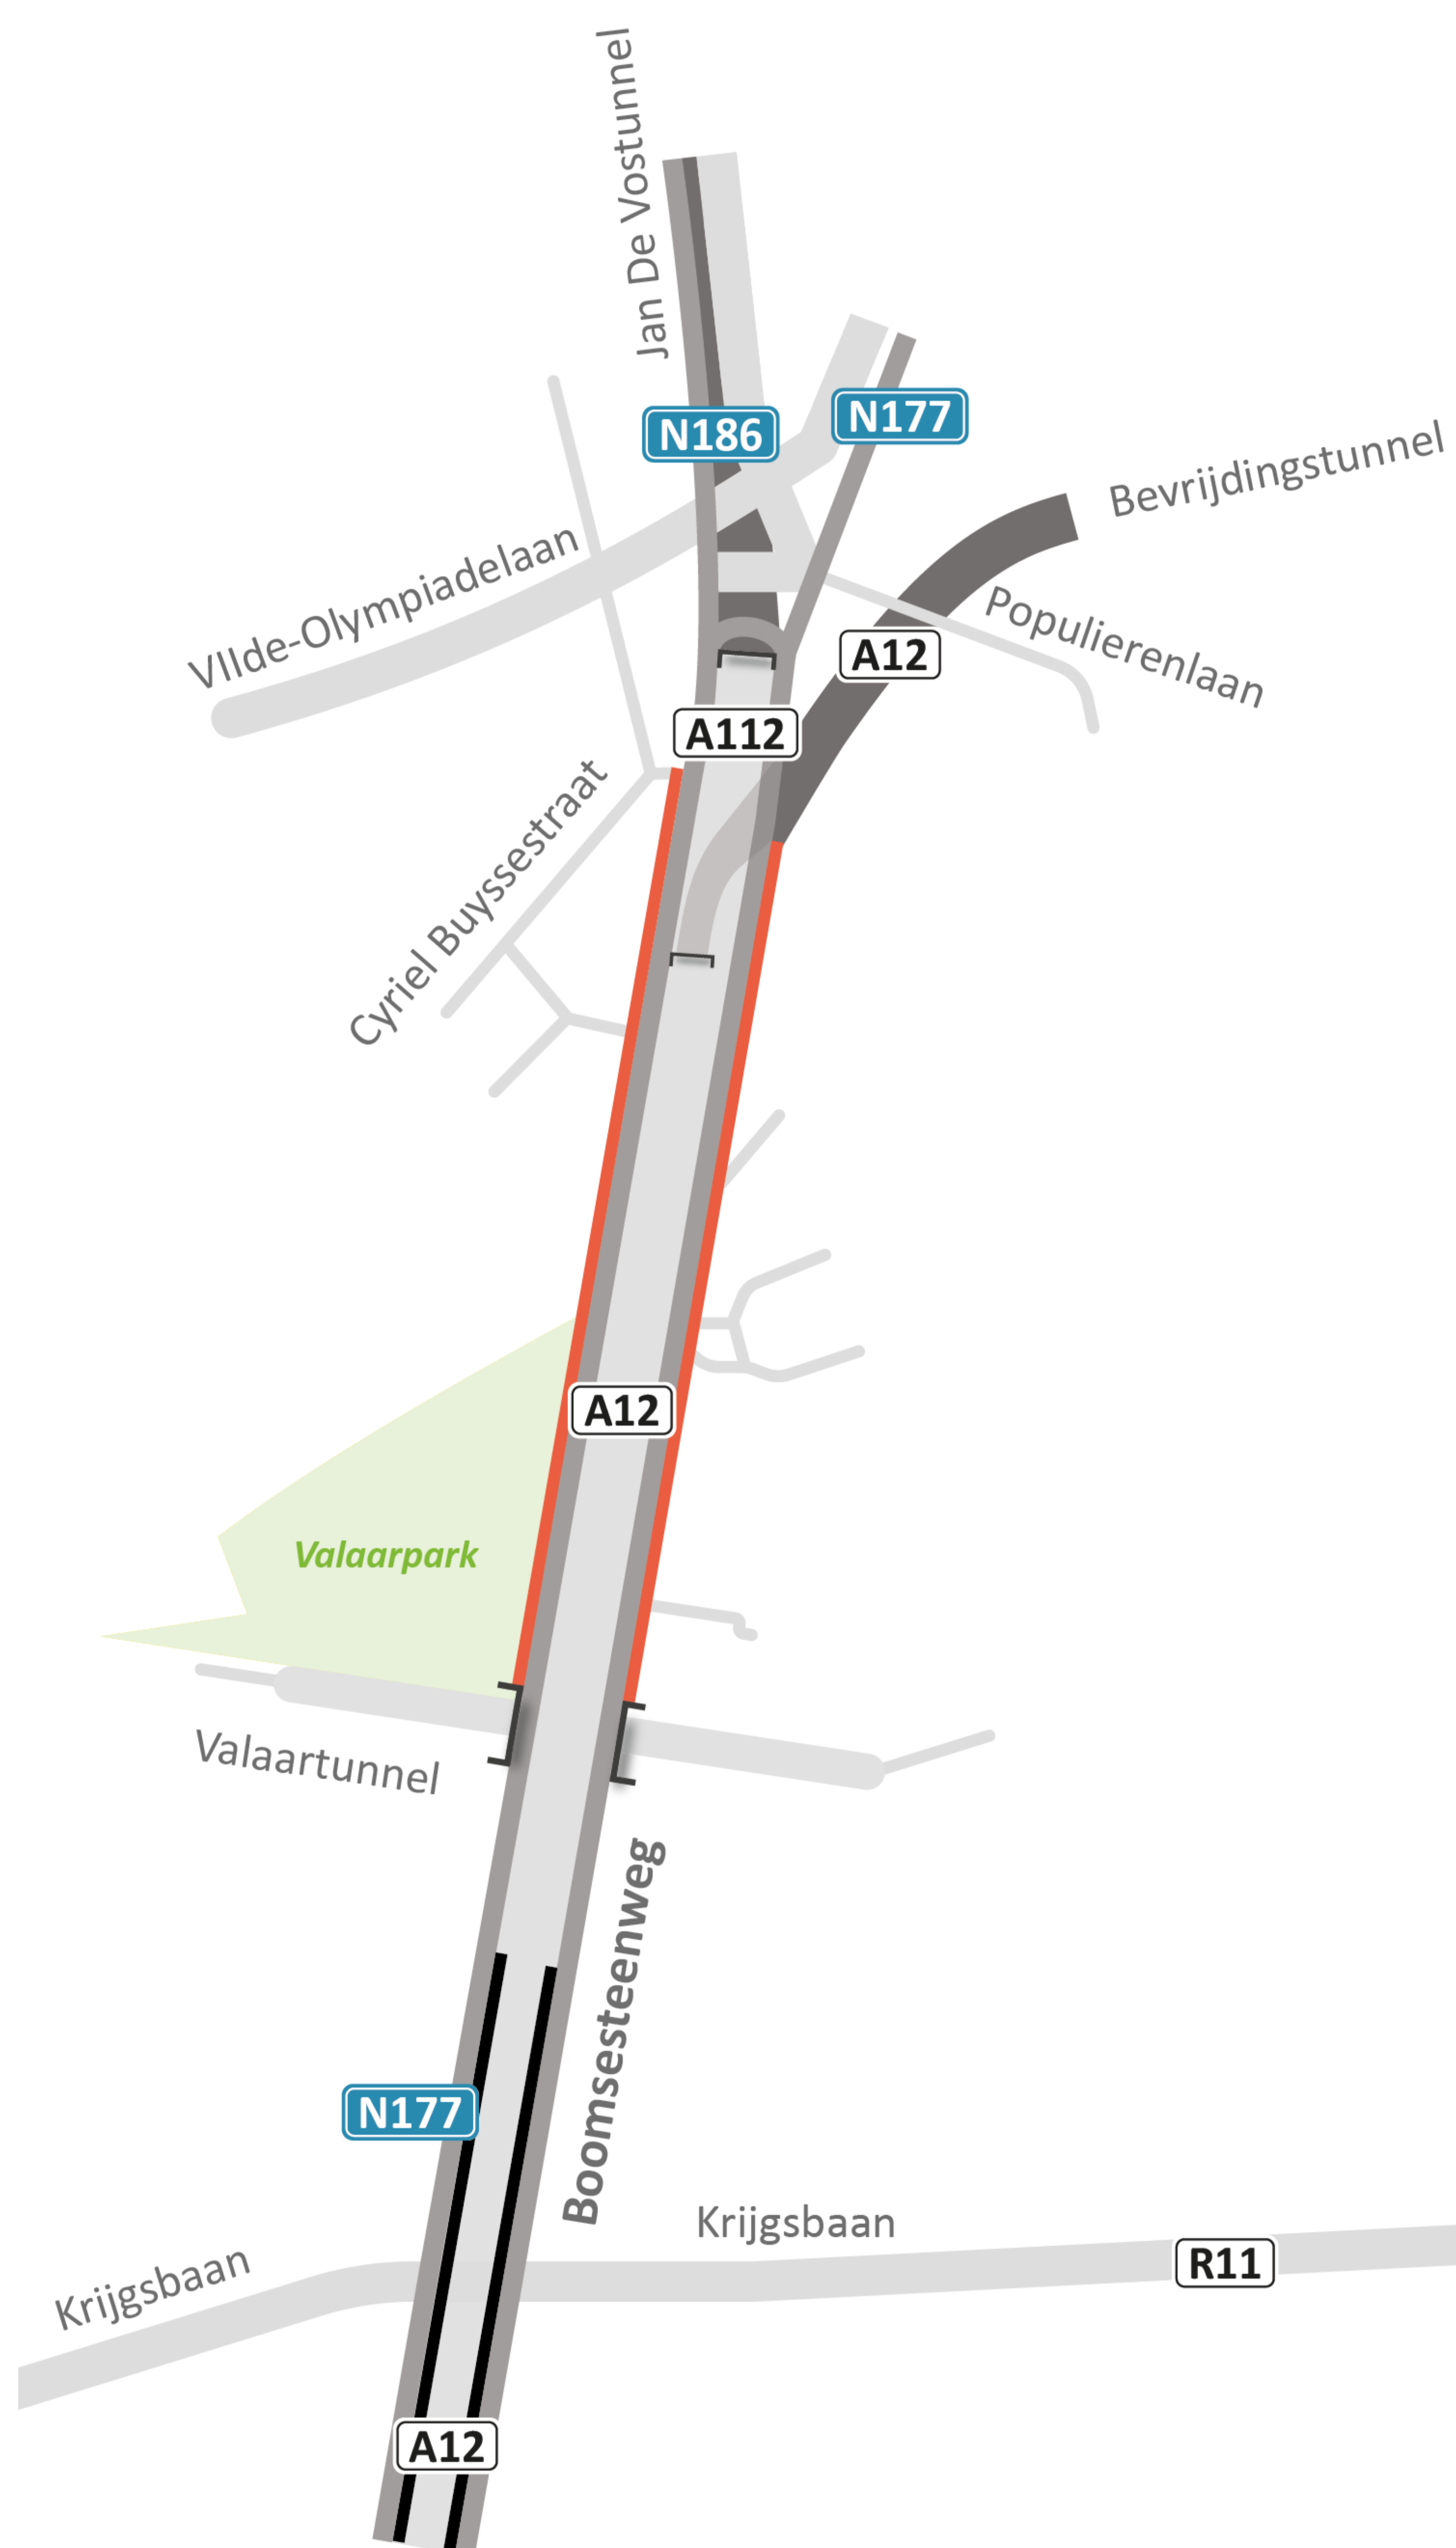 Jan De Vostunnel
N177
N186
Bevrijdingstunnel
VIIde-Olympiadelaan
Populierenlaan
A12
A112
Cyriel Buyssestraat
A12
Valaarpark
Valaartunnel
Boomsesteenweg
N177
Krijgsbaan
R11
Krijgsbaan
A12